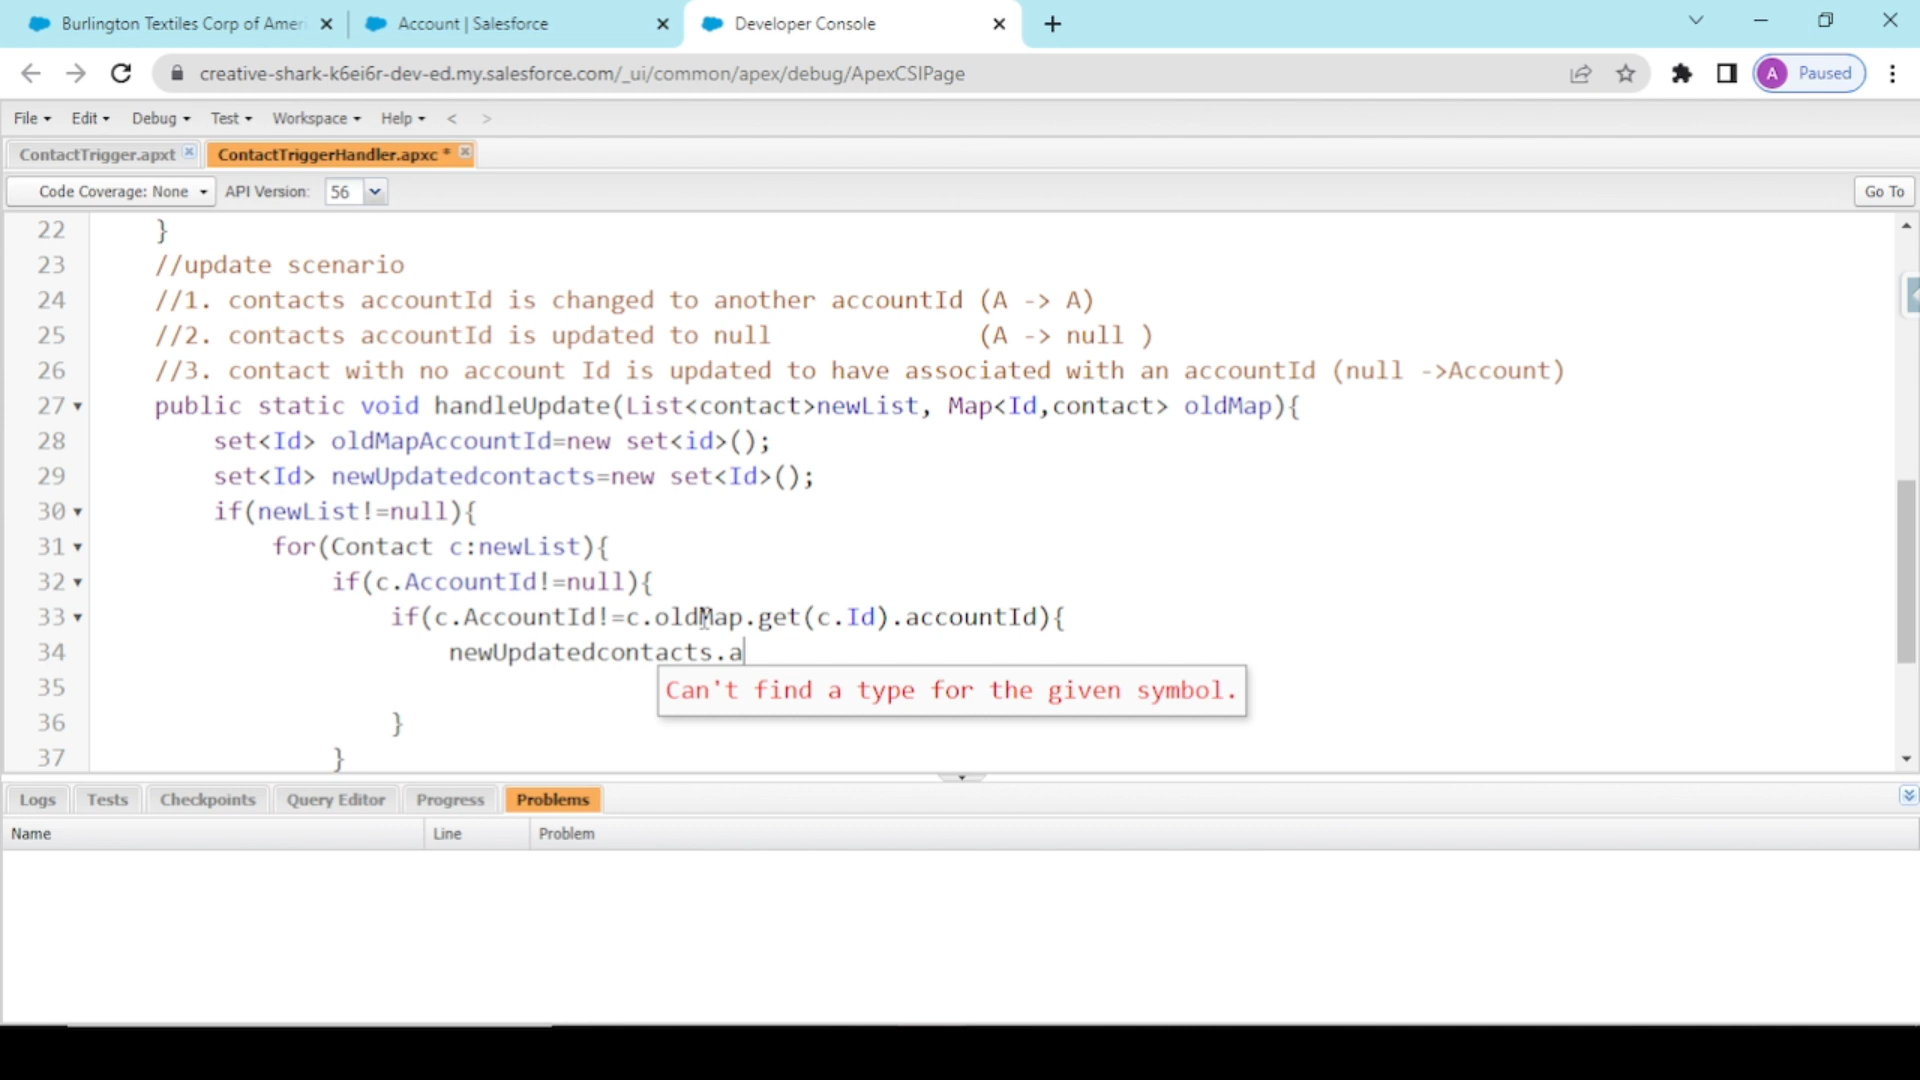 Burlington Textiles Corp of Ameri
Account | Salesforce
Developer Console
creative-shark-k6ei6r-dev-ed.my.salesforce.com/_ui/common/apex/debug/ApexCSIPage
A Paused
File Edit Debug Test Workspace Help < >
ContactTrigger.apxt ContactTriggerHandler.apxc *
Code Coverage: None API Version: 56 Go To
22 }
23 //update scenario
24 //1. contacts accountId is changed to another accountId (A -> A)
25 //2. contacts accountId is updated to null (A -> null )
26 //3. contact with no account Id is updated to have associated with an accountId (null ->Account)
27 public static void handleUpdate(List<contact>newList, Map<Id,contact> oldMap){
28 set<Id> oldMapAccountId=new set<id>();
29 set<Id> newUpdatedcontacts=new set<Id>();
30 if(newList!=null){
31 for(Contact c:newList){
32 if(c.AccountId!=null){
33 if(c.AccountId!=c.oldMap.get(c.Id).accountId){
34 newUpdatedcontacts.a
35
Can't find a type for the given symbol.
36 }
37 }
Logs Tests Checkpoints Query Editor Progress Problems
Name Line Problem